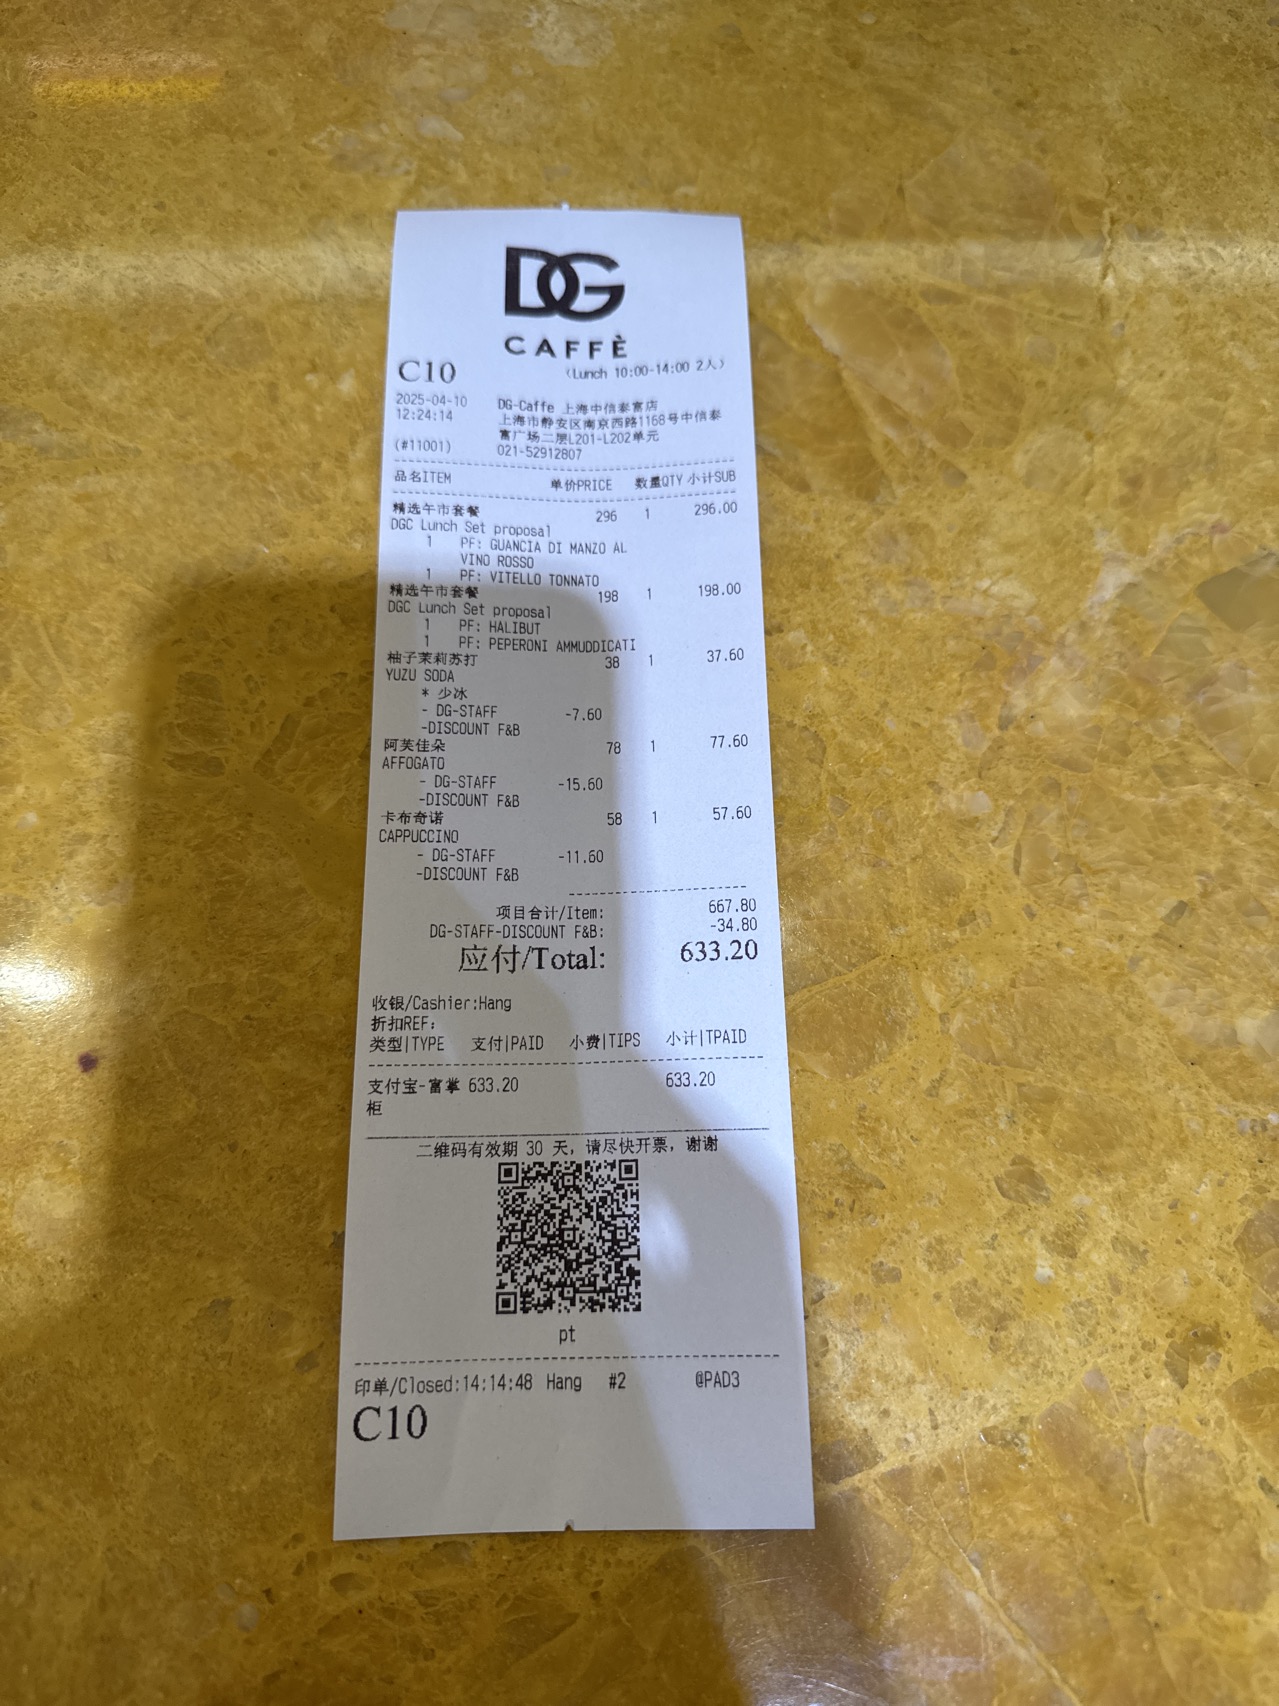 DG
CAFFÈ
C10
(Lunch 10:00-14:00 2人)
2025-04-10
12:24:14
(#11001)
DG-Caffe 上海中信泰富店
上海市静安区南京西路1168号中信泰
富广场二层L201-L202单元
021-52912807
品名ITEM 单价PRICE 数量QTY 小计SUB
精选午市套餐 296 1 296.00
DGC Lunch Set proposal
1 PF: GUANCIA DI MANZO AL
VINO ROSSO
1 PF: VITELLO TONNATO
精选午市套餐 198 1 198.00
DGC Lunch Set proposal
1 PF: HALIBUT
1 PF: PEPERONI AMMUDDICATI
柚子茉莉苏打 38 1 37.60
YUZU SODA
* 少冰
- DG-STAFF -7.60
-DISCOUNT F&B
阿芙佳朵 78 1 77.60
AFFOGATO
- DG-STAFF -15.60
-DISCOUNT F&B
卡布奇诺 58 1 57.60
CAPPUCCINO
- DG-STAFF -11.60
-DISCOUNT F&B
项目合计/Item: 667.80
DG-STAFF-DISCOUNT F&B: -34.80
应付/Total: 633.20
收银/Cashier:Hang
折扣REF:
类型|TYPE 支付|PAID 小费|TIPS 小计|TPAID
支付宝-富掌 633.20 633.20
柜
二维码有效期 30 天, 请尽快开票, 谢谢
pt
印单/Closed:14:14:48 Hang #2 @PAD3
C10